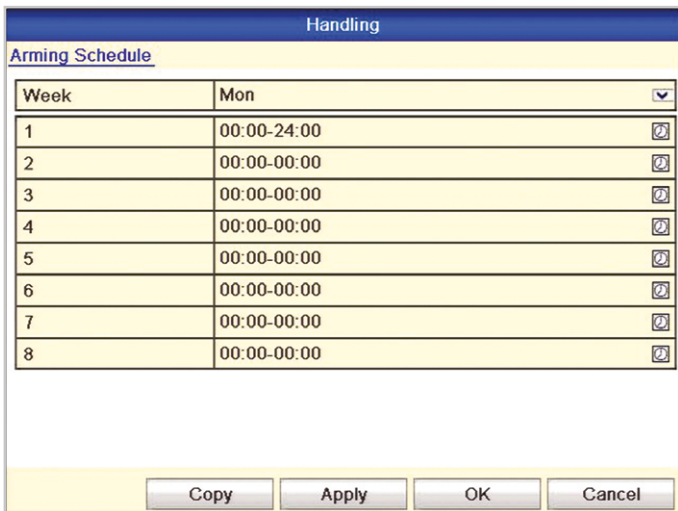 Handling
Arming Schedule
Week Mon
1 00:00-24:00
2 00:00-00:00
3 00:00-00:00
4 00:00-00:00
5 00:00-00:00
6 00:00-00:00
7 00:00-00:00
8 00:00-00:00
Copy Apply OK Cancel